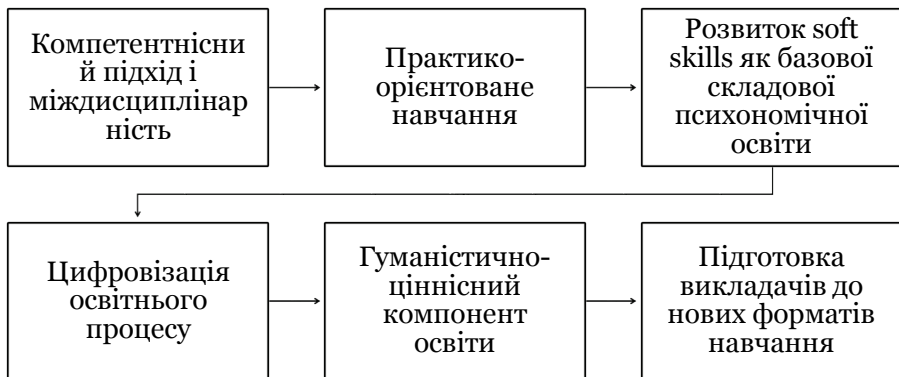 Компетентнісни
й підхід і
міждисциплінар
ність
Практико-
орієнтоване
навчання
Розвиток soft
skills як базової
складової
психономічної
освіти
Цифровізація
освітнього
процесу
Гуманістично-
ціннісний
компонент
освіти
Підготовка
викладачів до
нових форматів
навчання